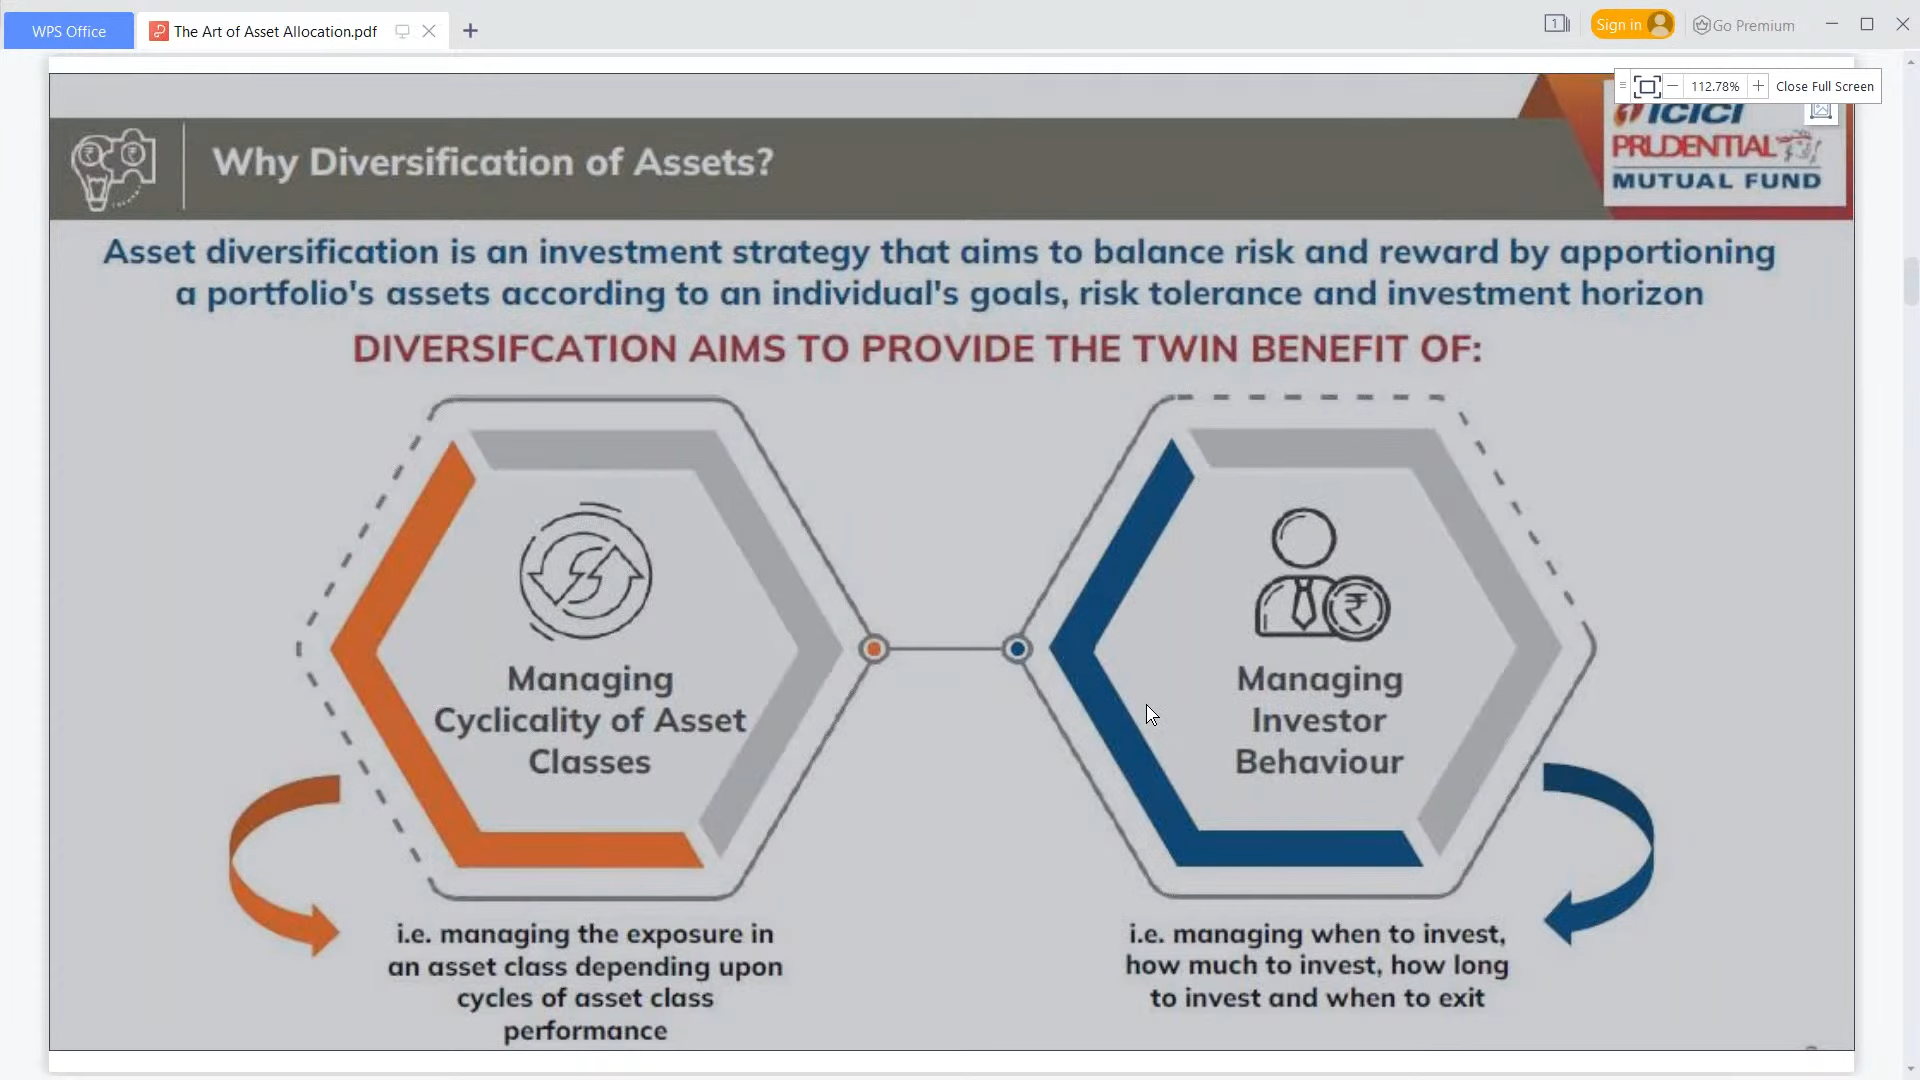 WPS Office
The Art of Asset Allocation.pdf
1
Sign in
Go Premium
112.78%
Close Full Screen
Why Diversification of Assets?
ICICI
PRUDENTIAL
MUTUAL FUND
Asset diversification is an investment strategy that aims to balance risk and reward by apportioning
a portfolio's assets according to an individual's goals, risk tolerance and investment horizon
DIVERSIFCATION AIMS TO PROVIDE THE TWIN BENEFIT OF:
Managing
Cyclicality of Asset
Classes
i.e. managing the exposure in
an asset class depending upon
cycles of asset class
performance
₹
Managing
Investor
Behaviour
i.e. managing when to invest,
how much to invest, how long
to invest and when to exit